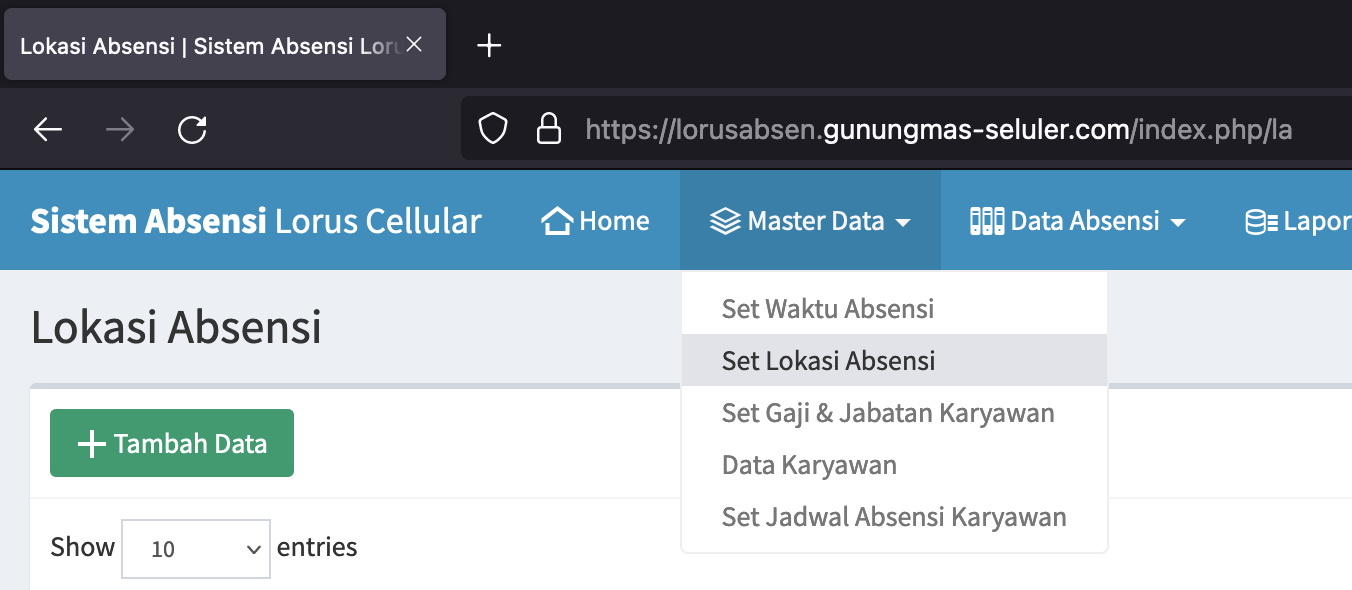 Lokasi Absensi | Sistem Absensi Loru
https://lorusabsen.gunungmas-seluler.com/index.php/la
Sistem Absensi Lorus Cellular Home Master Data Data Absensi Lapor
Lokasi Absensi
Set Waktu Absensi
Set Lokasi Absensi
Set Gaji & Jabatan Karyawan
Data Karyawan
Set Jadwal Absensi Karyawan
Tambah Data
Show 10 entries